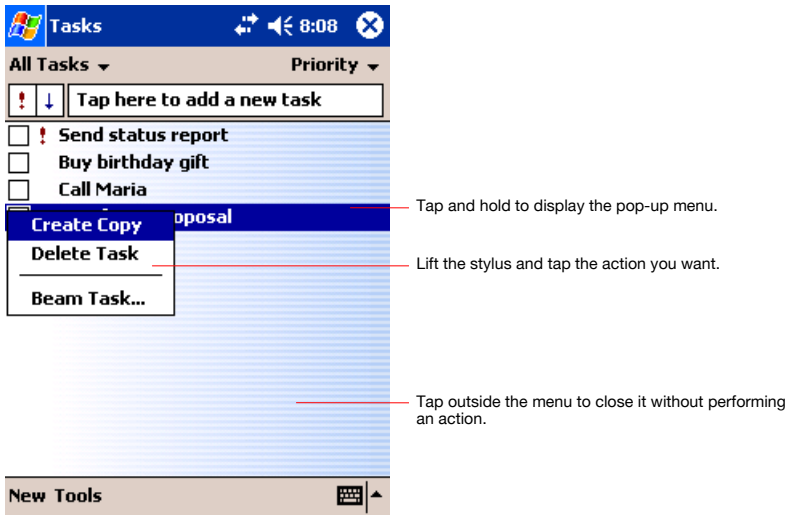 Tasks 8:08
All Tasks Priority
! ↓ Tap here to add a new task
! Send status report
Buy birthday gift
Call Maria
oposal
Create Copy
Delete Task
Beam Task...
New Tools
Tap and hold to display the pop-up menu.
Lift the stylus and tap the action you want.
Tap outside the menu to close it without performing
an action.